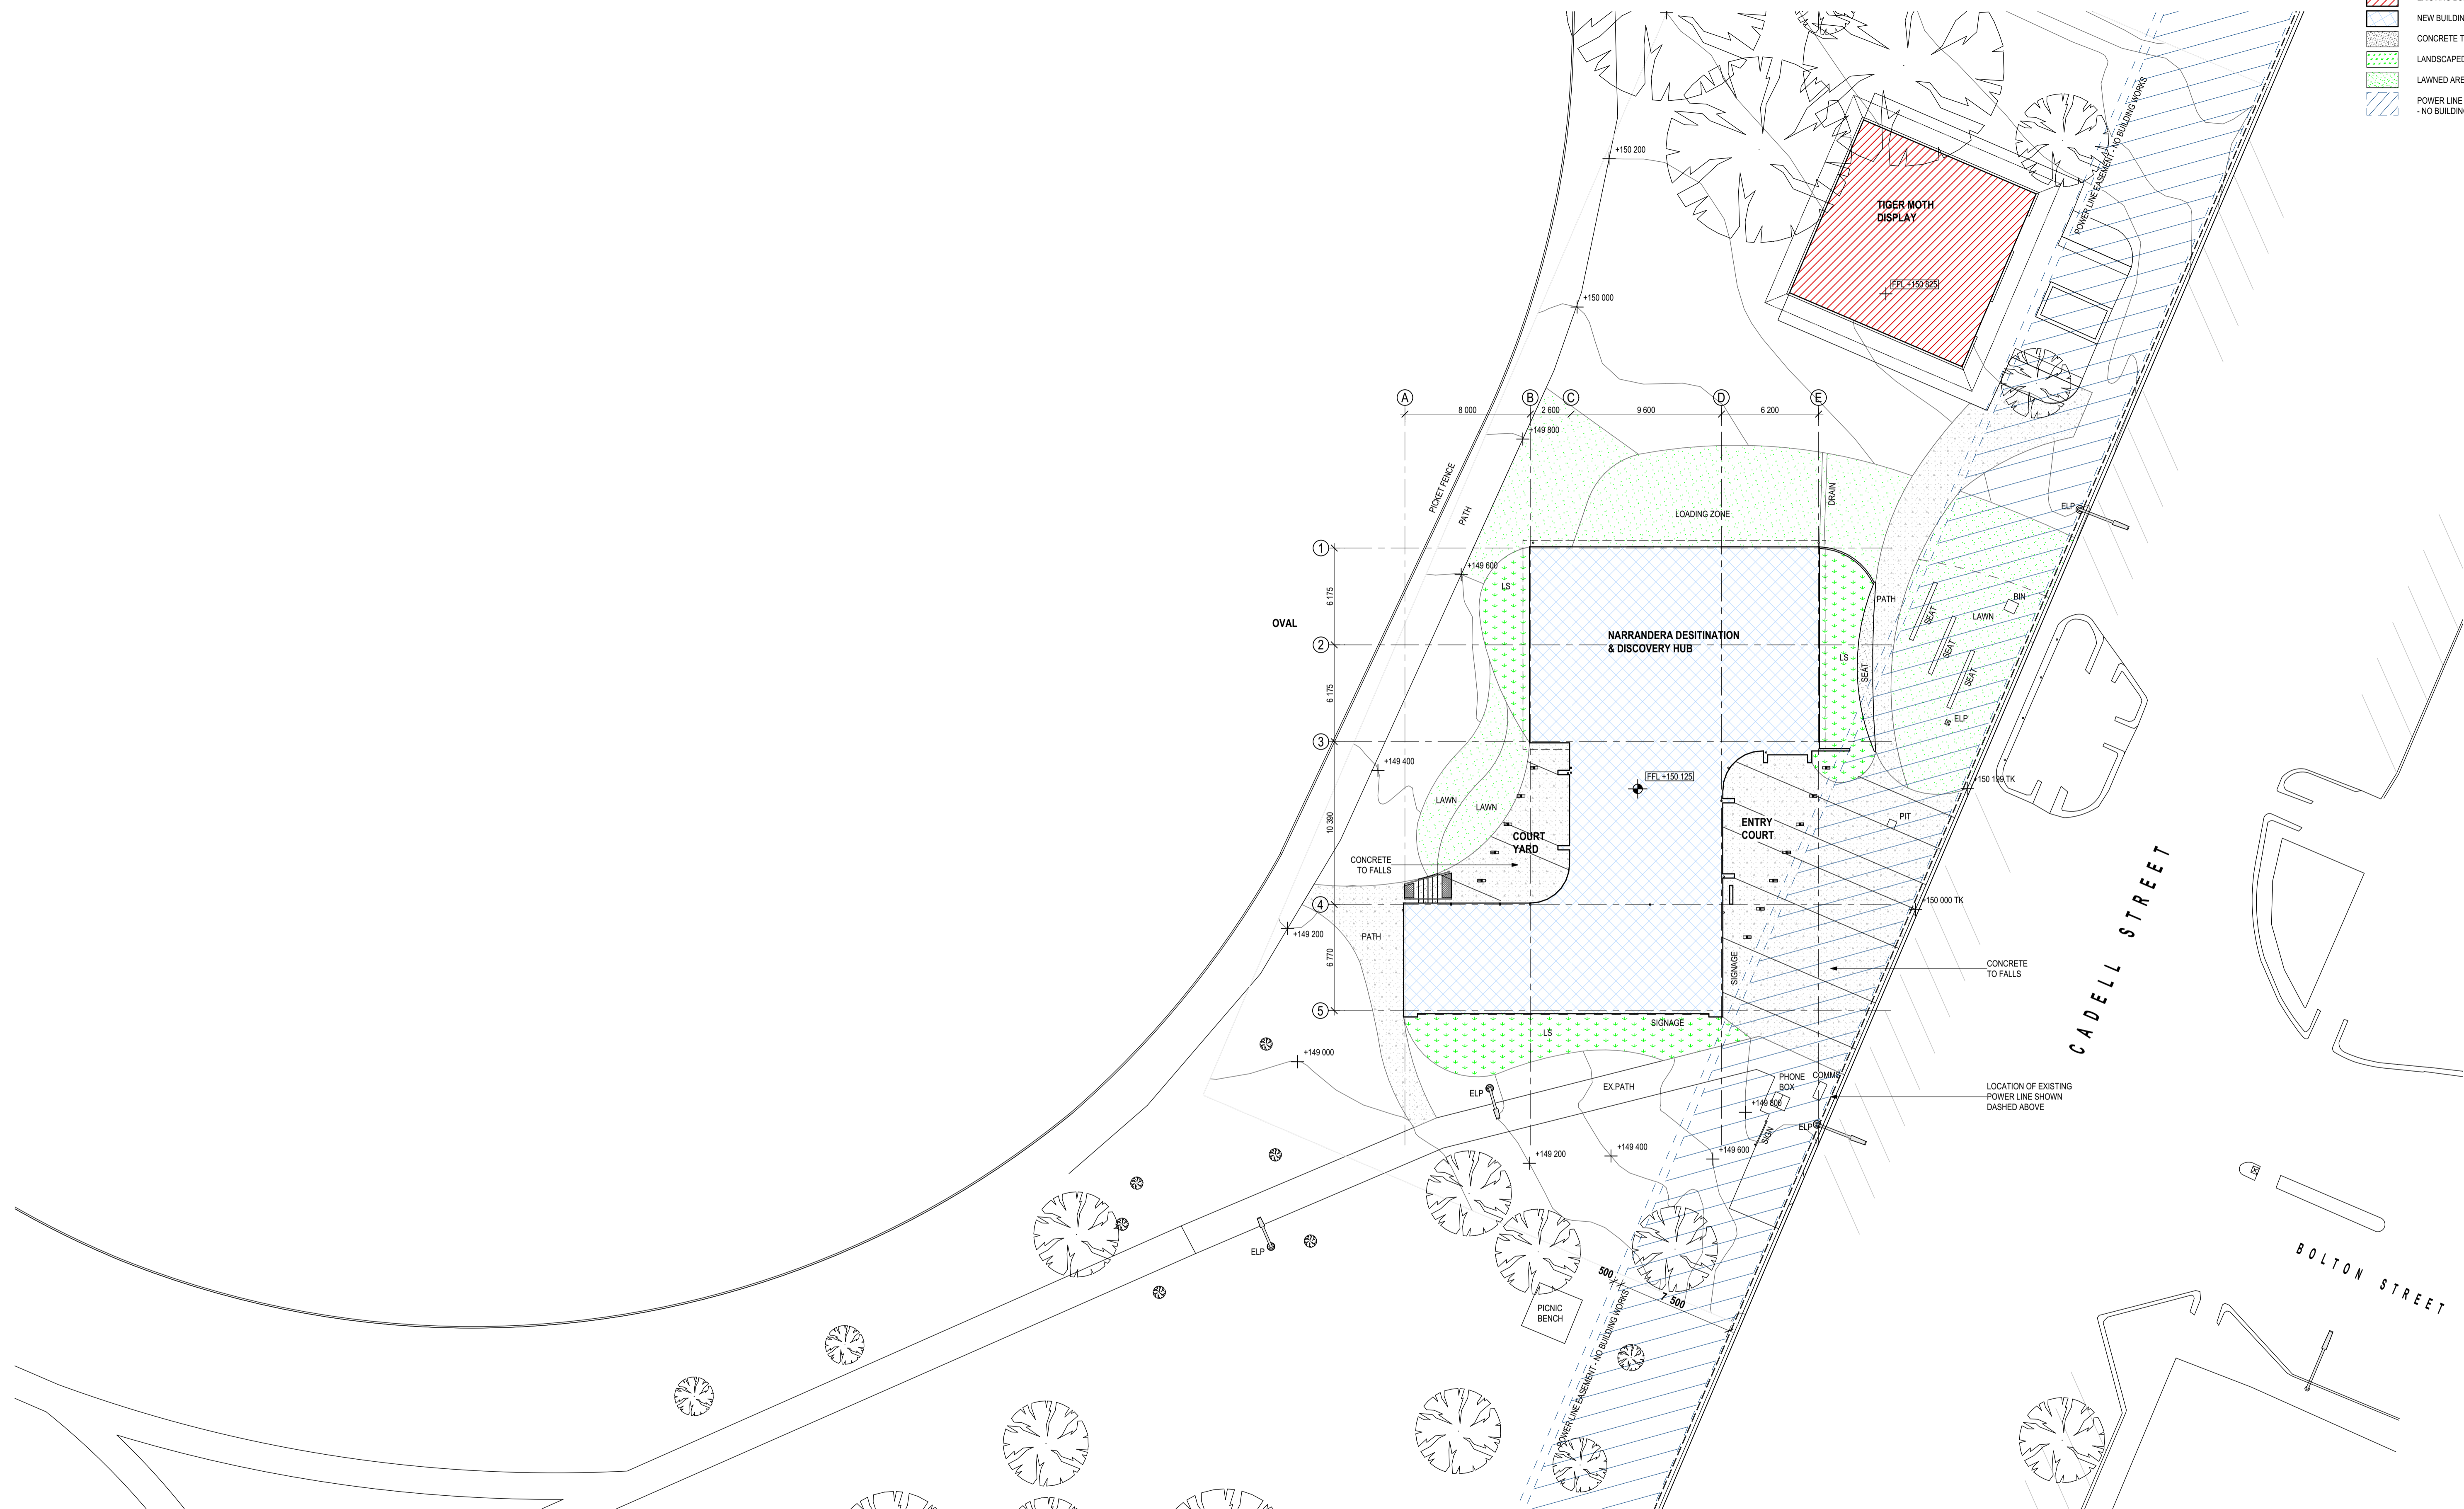 NEW BUILDIN
CONCRETE T
LANDSCAPED
LAWNED ARE
POWER LINE
- NO BUILDING
+150 200
POWER LINE EASEMENT - NO BUILDING WORKS
TIGER MOTH
DISPLAY
FFL +150 825
+150 000
A
B
C
D
E
8 000
2 600
9 600
6 200
+149 800
PICKET FENCE
PATH
DRAIN
LOADING ZONE
ELP
1
+149 600
LS
6 175
PATH
BIN
SEAT
LAWN
OVAL
NARRANDERA DESITINATION
& DISCOVERY HUB
2
LS
SEAT
SEAT
SEAT
6 175
ELP
3
+149 400
FFL +150 125
+150 199 TK
LAWN
LAWN
10 390
COURT
YARD
ENTRY
COURT
PIT
CONCRETE
TO FALLS
CADELL STREET
4
+150 000 TK
+149 200
PATH
6 770
SIGNAGE
CONCRETE
TO FALLS
5
LS
SIGNAGE
+149 000
EX.PATH
ELP
PHONE
BOX
COMMS
LOCATION OF EXISTING
POWER LINE SHOWN
DASHED ABOVE
+149 800
SIGN
ELP
+149 200
+149 400
+149 600
ELP
500
7 500
BOLTON STREET
PICNIC
BENCH
POWER LINE EASEMENT - NO BUILDING WORKS